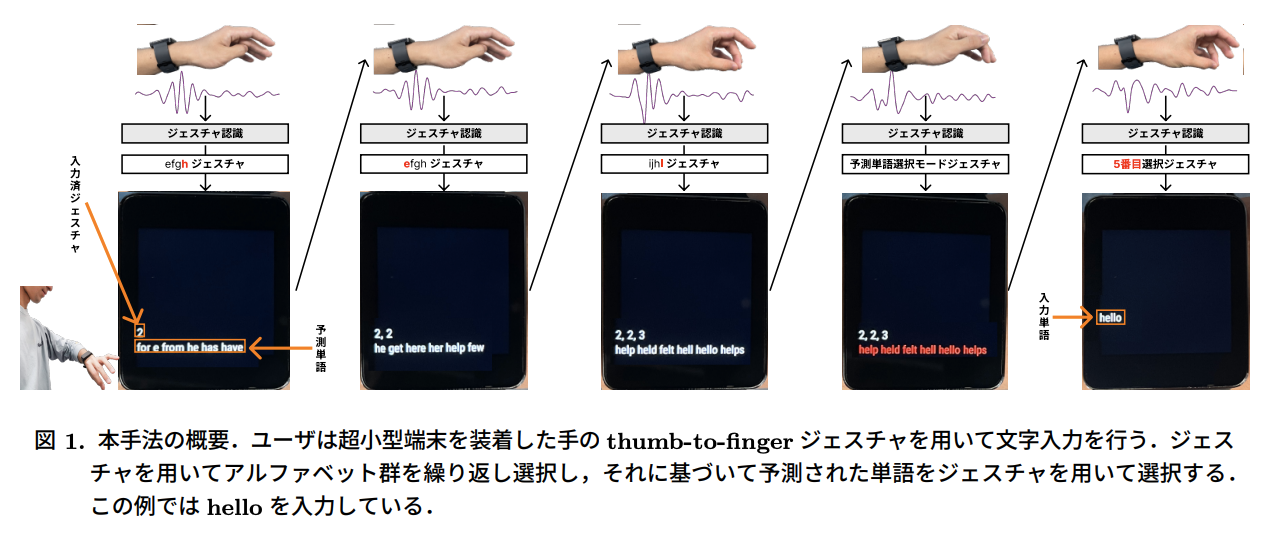 ジェスチャ認識
ジェスチャ認識
ジェスチャ認識
ジェスチャ認識
ジェスチャ認識
efgh ジェスチャ
efgh ジェスチャ
ijhl ジェスチャ
予測単語選択モードジェスチャ
5番目選択ジェスチャ
入力済ジェスチャ
2
for e from he has have
予測単語
2, 2
he get here her help few
2, 2, 3
help held felt hell hello helps
2, 2, 3
help held felt hell hello helps
入力単語
hello
図 1. 本手法の概要．ユーザは超小型端末を装着した手の thumb-to-finger ジェスチャを用いて文字入力を行う．ジェス
チャを用いてアルファベット群を繰り返し選択し，それに基づいて予測された単語をジェスチャを用いて選択する．
この例では hello を入力している．